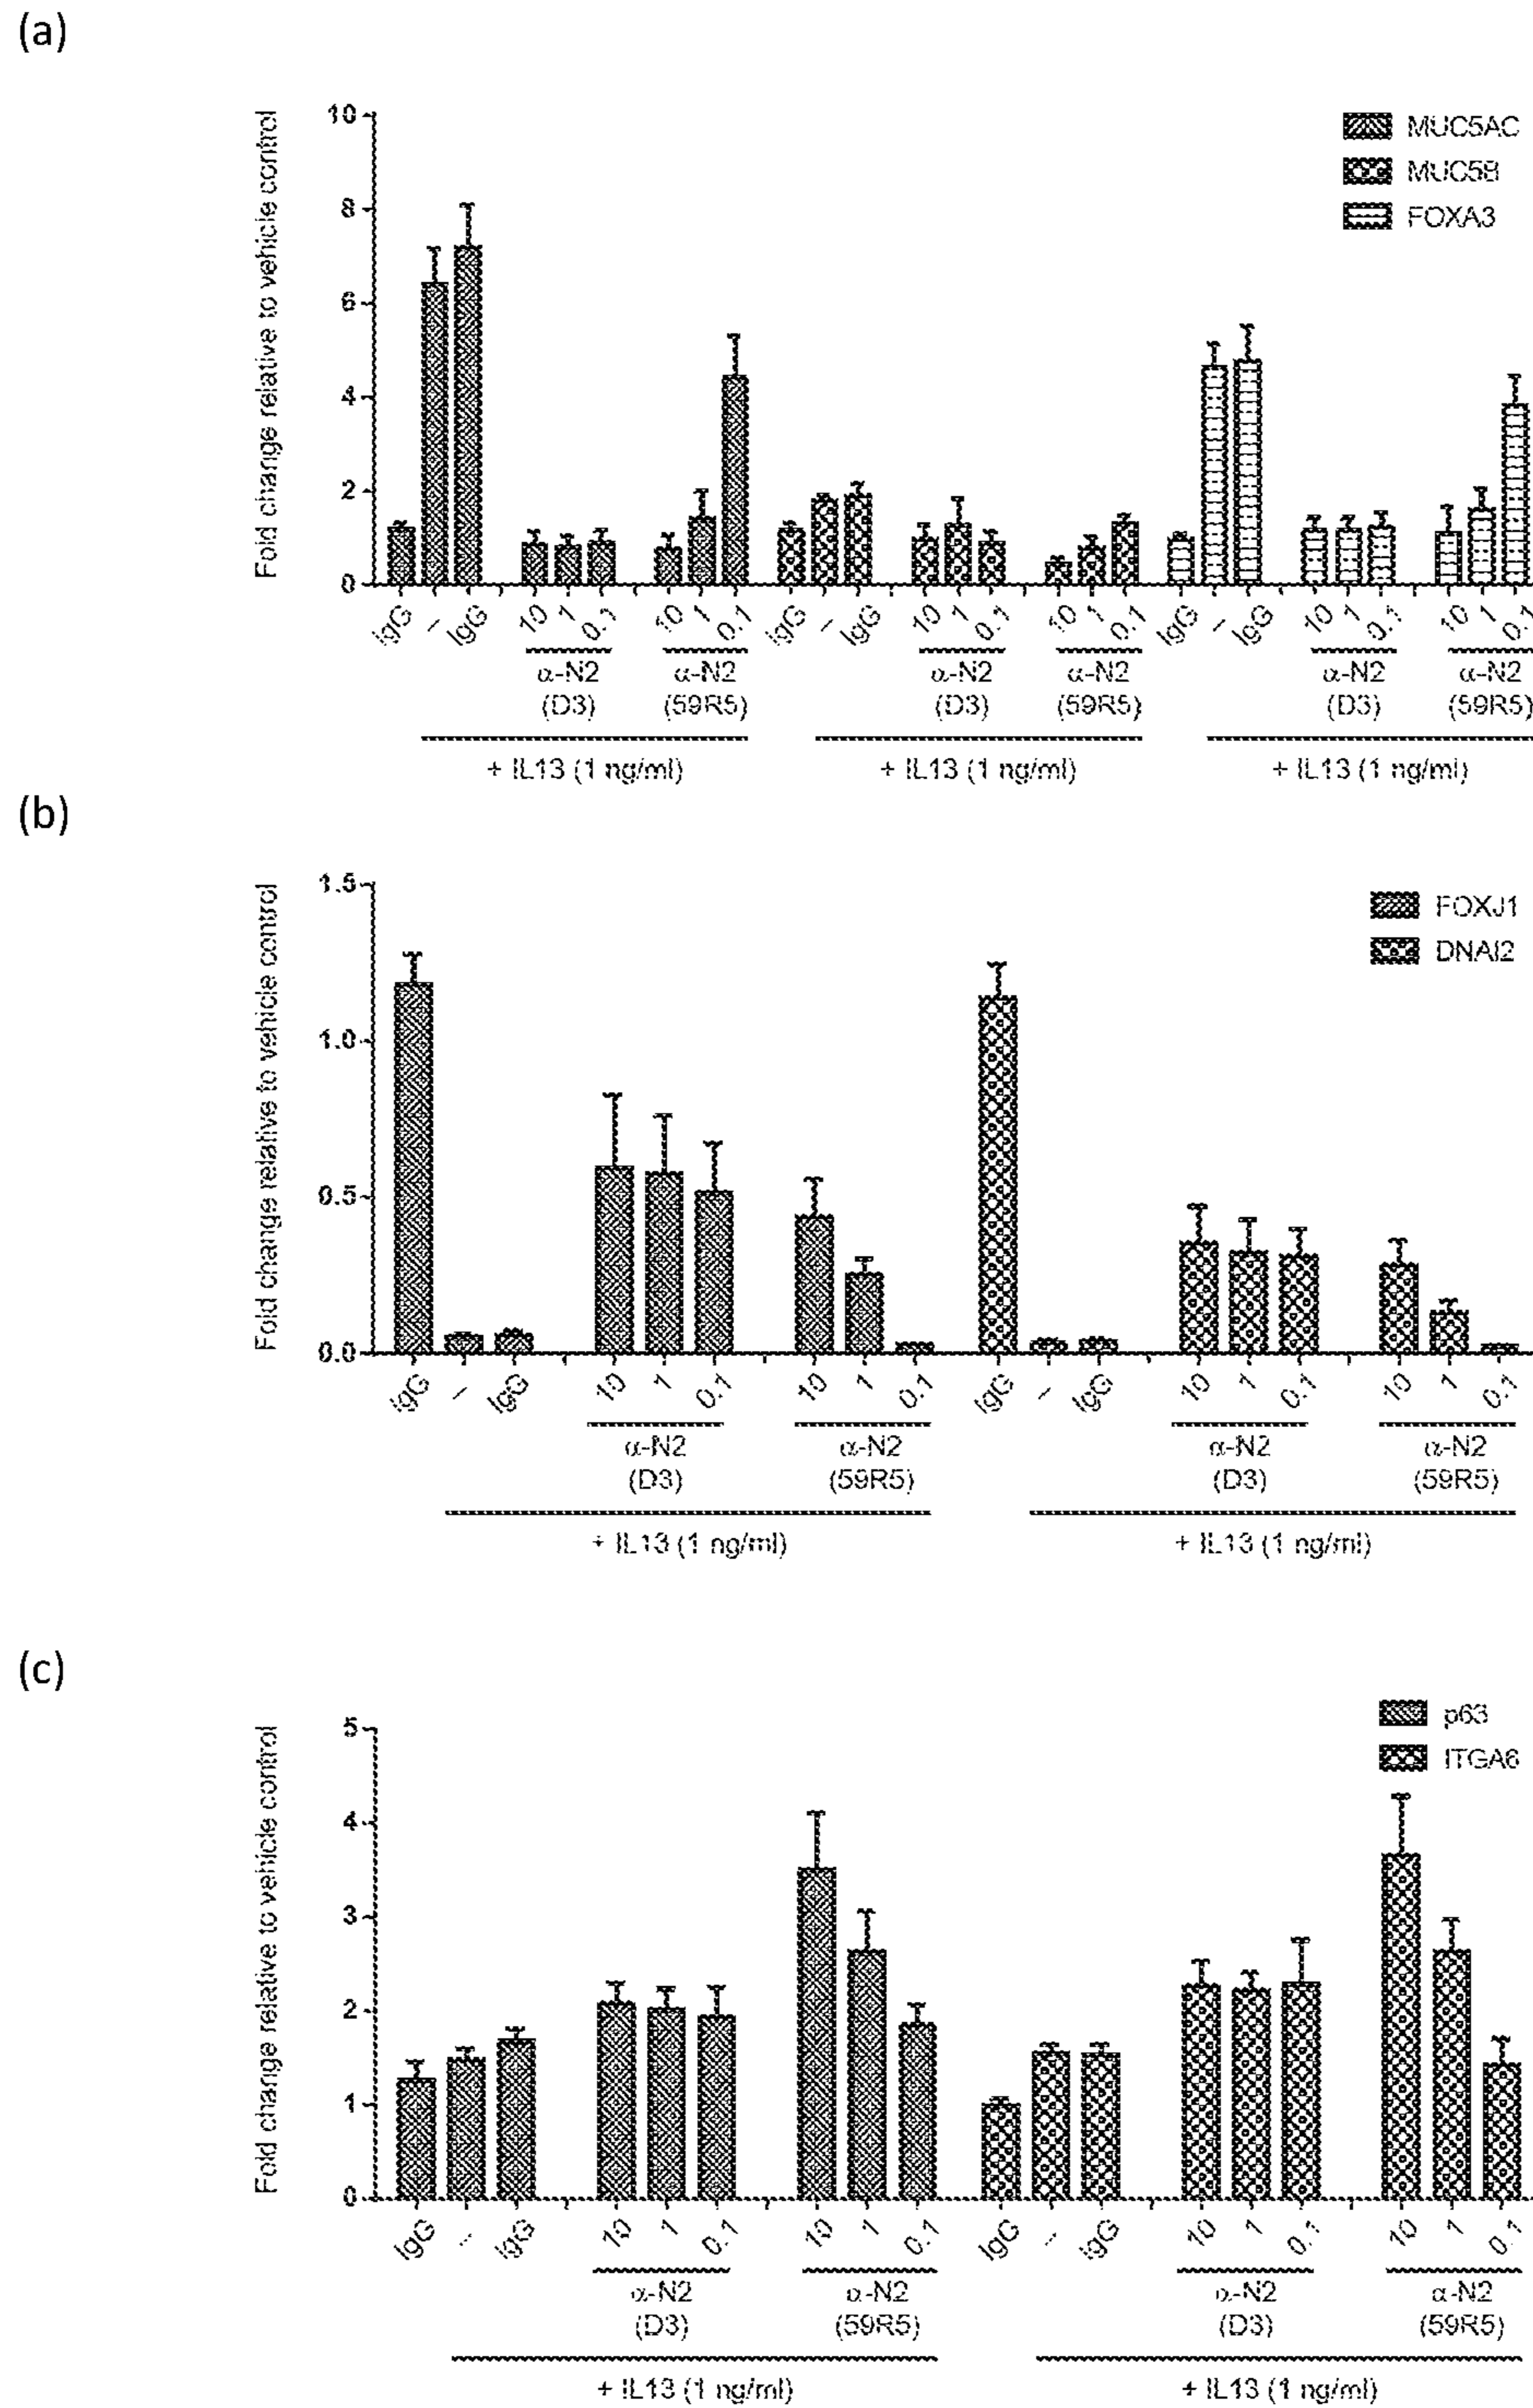 (a)
Fold change relative to vehicle control
10
8
6
4
2
0
MUC5AC
MUC5B
FOXA3
IgG – IgG 10 1 0.1 10 1 0.1 IgG – IgG 10 1 0.1 10 1 0.1 IgG – IgG 10 1 0.1 10 1 0.1
α-N2 α-N2 α-N2 α-N2 α-N2 α-N2
(D3) (59R5) (D3) (59R5) (D3) (59R5)
+ IL13 (1 ng/ml) + IL13 (1 ng/ml) + IL13 (1 ng/ml)
(b)
Fold change relative to vehicle control
1.5
1.0
0.5
0.0
FOXJ1
DNAI2
IgG – IgG 10 1 0.1 10 1 0.1 IgG – IgG 10 1 0.1 10 1 0.1
α-N2 α-N2 α-N2 α-N2
(D3) (59R5) (D3) (59R5)
+ IL13 (1 ng/ml) + IL13 (1 ng/ml)
(c)
Fold change relative to vehicle control
5
4
3
2
1
0
p63
ITGA6
IgG – IgG 10 1 0.1 10 1 0.1 IgG – IgG 10 1 0.1 10 1 0.1
α-N2 α-N2 α-N2 α-N2
(D3) (59R5) (D3) (59R5)
+ IL13 (1 ng/ml) + IL13 (1 ng/ml)